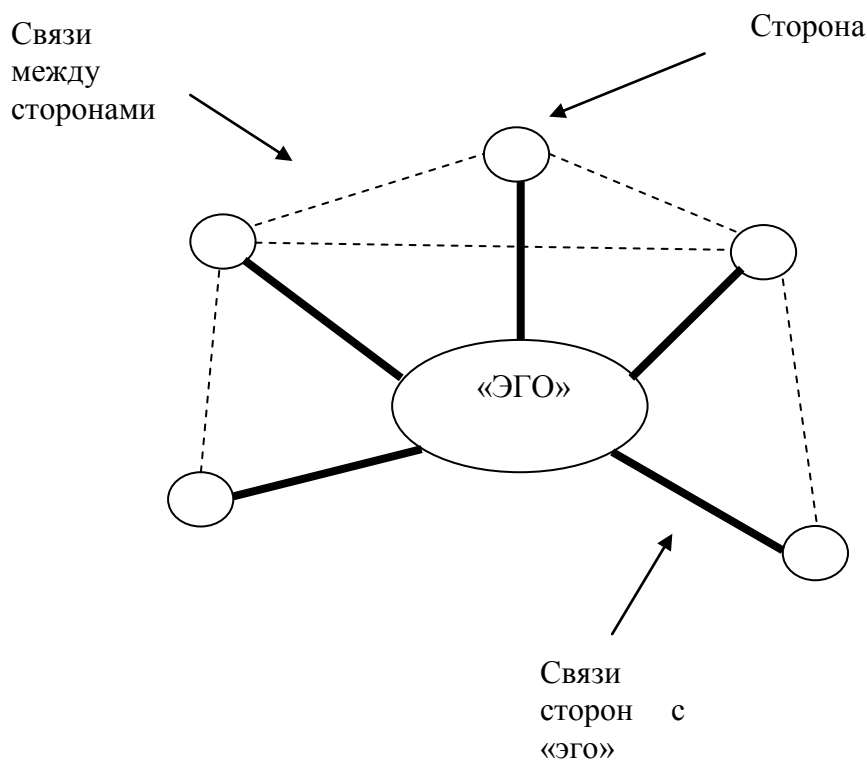 Связи
между
сторонами
Сторона
«ЭГО»
Связи
сторон с
«эго»